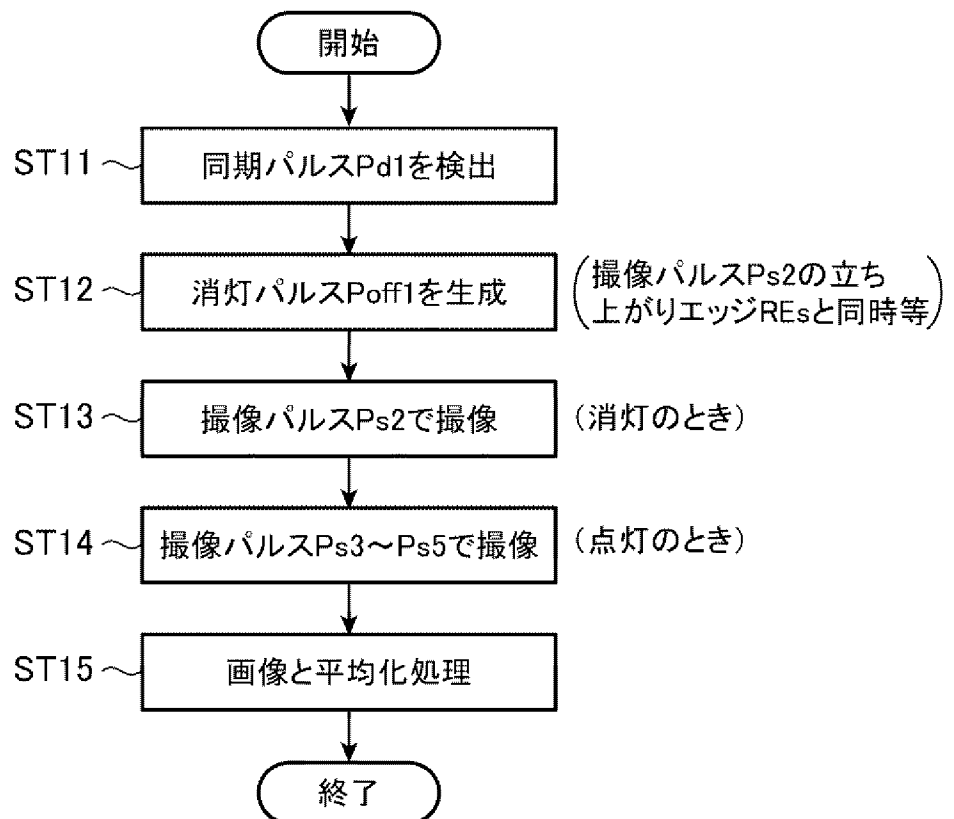 開始
ST11 同期パルスPd1を検出
ST12 消灯パルスPoff1を生成
(撮像パルスPs2の立ち
上がりエッジREsと同時等)
ST13 撮像パルスPs2で撮像 (消灯のとき)
ST14 撮像パルスPs3～Ps5で撮像 (点灯のとき)
ST15 画像と平均化処理
終了